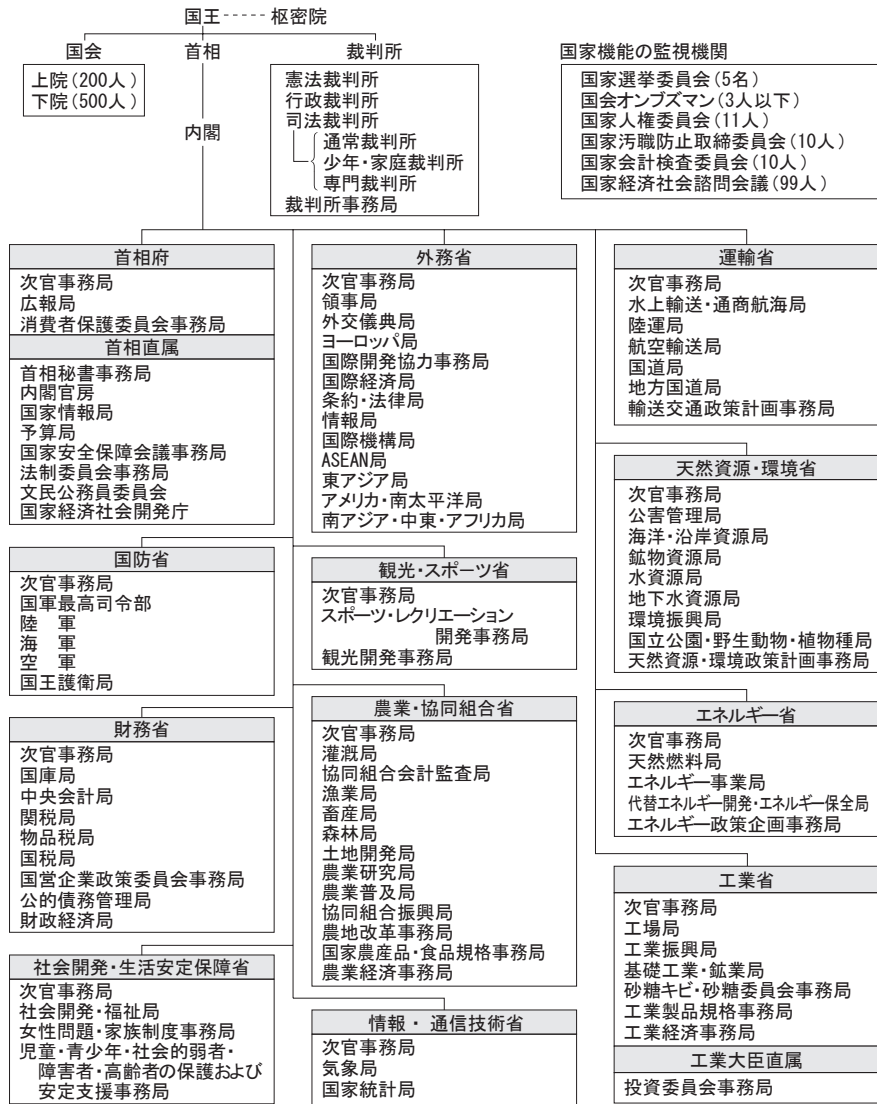 国王 枢密院
国会 首相 裁判所
上院(200人)
下院(500人)
内閣
憲法裁判所
行政裁判所
司法裁判所
通常裁判所
少年・家庭裁判所
専門裁判所
裁判所事務局
国家機能の監視機関
国家選挙委員会(5名)
国会オンブズマン(3人以下)
国家人権委員会(11人)
国家汚職防止取締委員会(10人)
国家会計検査委員会(10人)
国家経済社会諮問会議(99人)
首相府
次官事務局
広報局
消費者保護委員会事務局
首相直属
首相秘書事務局
内閣官房
国家情報局
予算局
国家安全保障会議事務局
法制委員会事務局
文民公務員委員会
国家経済社会開発庁
国防省
次官事務局
国軍最高司令部
陸 軍
海 軍
空 軍
国王護衛局
財務省
次官事務局
国庫局
中央会計局
関税局
物品税局
国税局
国営企業政策委員会事務局
公的債務管理局
財政経済局
社会開発・生活安定保障省
次官事務局
社会開発・福祉局
女性問題・家族制度事務局
児童・青少年・社会的弱者・
障害者・高齢者の保護および
安定支援事務局
外務省
次官事務局
領事局
外交儀典局
ヨーロッパ局
国際開発協力事務局
国際経済局
条約・法律局
情報局
国際機構局
ASEAN局
東アジア局
アメリカ・南太平洋局
南アジア・中東・アフリカ局
観光・スポーツ省
次官事務局
スポーツ・レクリエーション
開発事務局
観光開発事務局
農業・協同組合省
次官事務局
灌漑局
協同組合会計監査局
漁業局
畜産局
森林局
土地開発局
農業研究局
農業普及局
協同組合振興局
農地改革事務局
国家農産品・食品規格事務局
農業経済事務局
情報・通信技術省
次官事務局
気象局
国家統計局
運輸省
次官事務局
水上輸送・通商航海局
陸運局
航空輸送局
国道局
地方国道局
輸送交通政策計画事務局
天然資源・環境省
次官事務局
公害管理局
海洋・沿岸資源局
鉱物資源局
水資源局
地下水資源局
環境振興局
国立公園・野生動物・植物種局
天然資源・環境政策計画事務局
エネルギー省
次官事務局
天然燃料局
エネルギー事業局
代替エネルギー開発・エネルギー保全局
エネルギー政策企画事務局
工業省
次官事務局
工場局
工業振興局
基礎工業・鉱業局
砂糖キビ・砂糖委員会事務局
工業製品規格事務局
工業経済事務局
工業大臣直属
投資委員会事務局